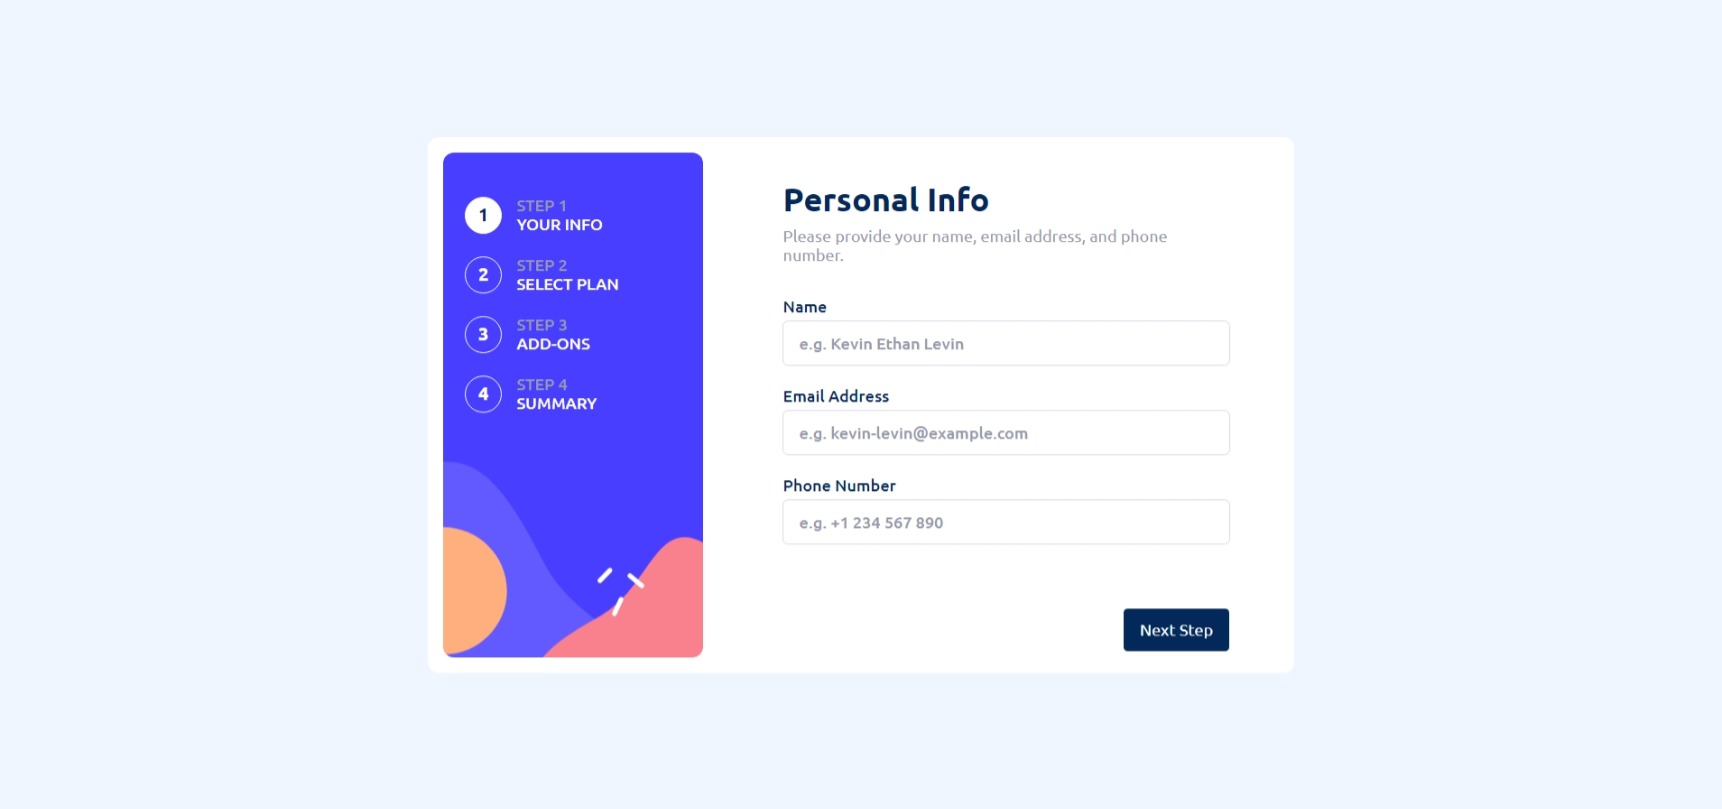 1
STEP 1
YOUR INFO
2
STEP 2
SELECT PLAN
3
STEP 3
ADD-ONS
4
STEP 4
SUMMARY
Personal Info
Please provide your name, email address, and phone
number.
Name
e.g. Kevin Ethan Levin
Email Address
e.g. kevin-levin@example.com
Phone Number
e.g. +1 234 567 890
Next Step